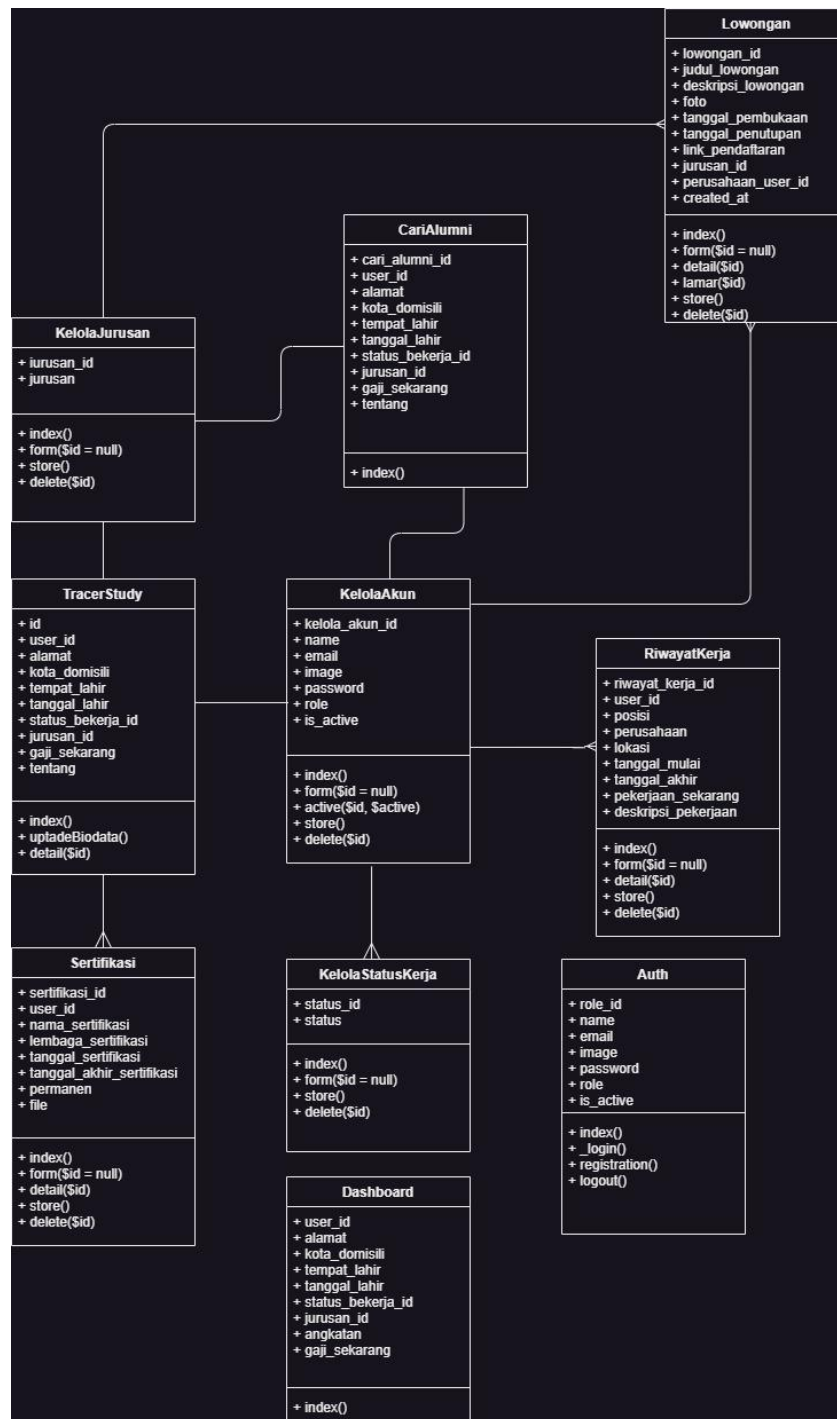 Lowongan
+ lowongan_id
+ judul_lowongan
+ deskripsi_lowongan
+ foto
+ tanggal_pembukaan
+ tanggal_penutupan
+ link_pendaftaran
+ jurusan_id
+ perusahaan_user_id
+ created_at
+ index()
+ form($id = null)
+ detail($id)
+ lamar($id)
+ store()
+ delete($id)
CariAlumni
+ cari_alumni_id
+ user_id
+ alamat
+ kota_domisili
+ tempat_lahir
+ tanggal_lahir
+ status_bekerja_id
+ jurusan_id
+ gaji_sekarang
+ tentang
+ index()
KelolaJurusan
+ iurusan_id
+ jurusan
+ index()
+ form($id = null)
+ store()
+ delete($id)
TracerStudy
+ id
+ user_id
+ alamat
+ kota_domisili
+ tempat_lahir
+ tanggal_lahir
+ status_bekerja_id
+ jurusan_id
+ gaji_sekarang
+ tentang
+ index()
+ uptadeBiodata()
+ detail($id)
KelolaAkun
+ kelola_akun_id
+ name
+ email
+ image
+ password
+ role
+ is_active
+ index()
+ form($id = null)
+ active($id, $active)
+ store()
+ delete($id)
RiwayatKerja
+ riwayat_kerja_id
+ user_id
+ posisi
+ perusahaan
+ lokasi
+ tanggal_mulai
+ tanggal_akhir
+ pekerjaan_sekarang
+ deskripsi_pekerjaan
+ index()
+ form($id = null)
+ detail($id)
+ store()
+ delete($id)
Sertifikasi
+ sertifikasi_id
+ user_id
+ nama_sertifikasi
+ lembaga_sertifikasi
+ tanggal_sertifikasi
+ tanggal_akhir_sertifikasi
+ permanen
+ file
+ index()
+ form($id = null)
+ detail($id)
+ store()
+ delete($id)
KelolaStatusKerja
+ status_id
+ status
+ index()
+ form($id = null)
+ store()
+ delete($id)
Auth
+ role_id
+ name
+ email
+ image
+ password
+ role
+ is_active
+ index()
+ _login()
+ registration()
+ logout()
Dashboard
+ user_id
+ alamat
+ kota_domisili
+ tempat_lahir
+ tanggal_lahir
+ status_bekerja_id
+ jurusan_id
+ angkatan
+ gaji_sekarang
+ index()